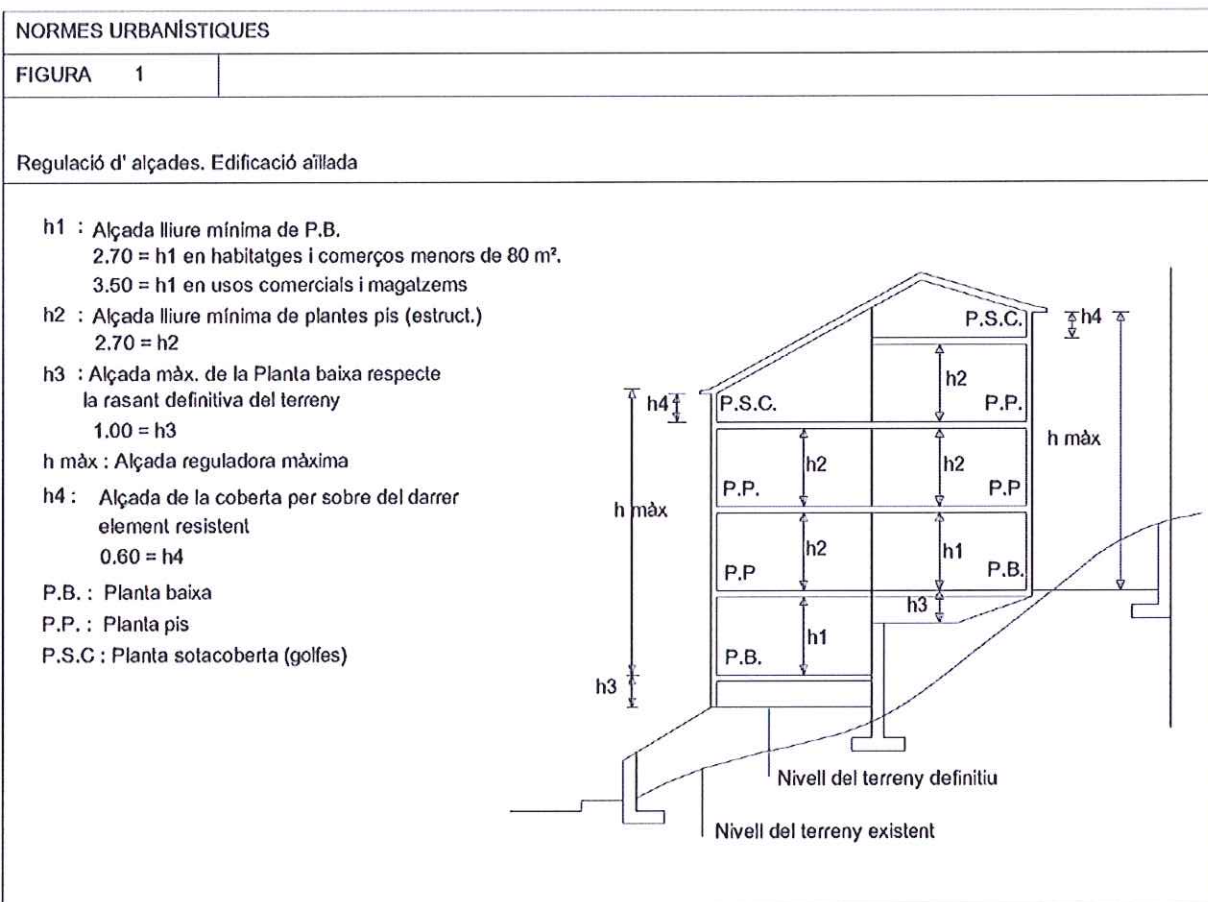 NORMES URBANÍSTIQUES
FIGURA 1
Regulació d' alçades. Edificació aïllada
h1 : Alçada lliure mínima de P.B.
2.70 = h1 en habitatges i comerços menors de 80 m².
3.50 = h1 en usos comercials i magatzems
h2 : Alçada lliure mínima de plantes pis (estruct.)
2.70 = h2
h3 : Alçada màx. de la Planta baixa respecte
la rasant definitiva del terreny
1.00 = h3
h màx : Alçada reguladora màxima
h4 : Alçada de la coberta per sobre del darrer
element resistent
0.60 = h4
P.B. : Planta baixa
P.P. : Planta pis
P.S.C : Planta sotacoberta (golfes)
P.S.C. h4
h2
h4 P.S.C. P.P.
h màx
h2 h2
P.P. P.P
h màx
h2 h1
P.P P.B.
h3
h1
P.B.
h3
Nivell del terreny definitiu
Nivell del terreny existent